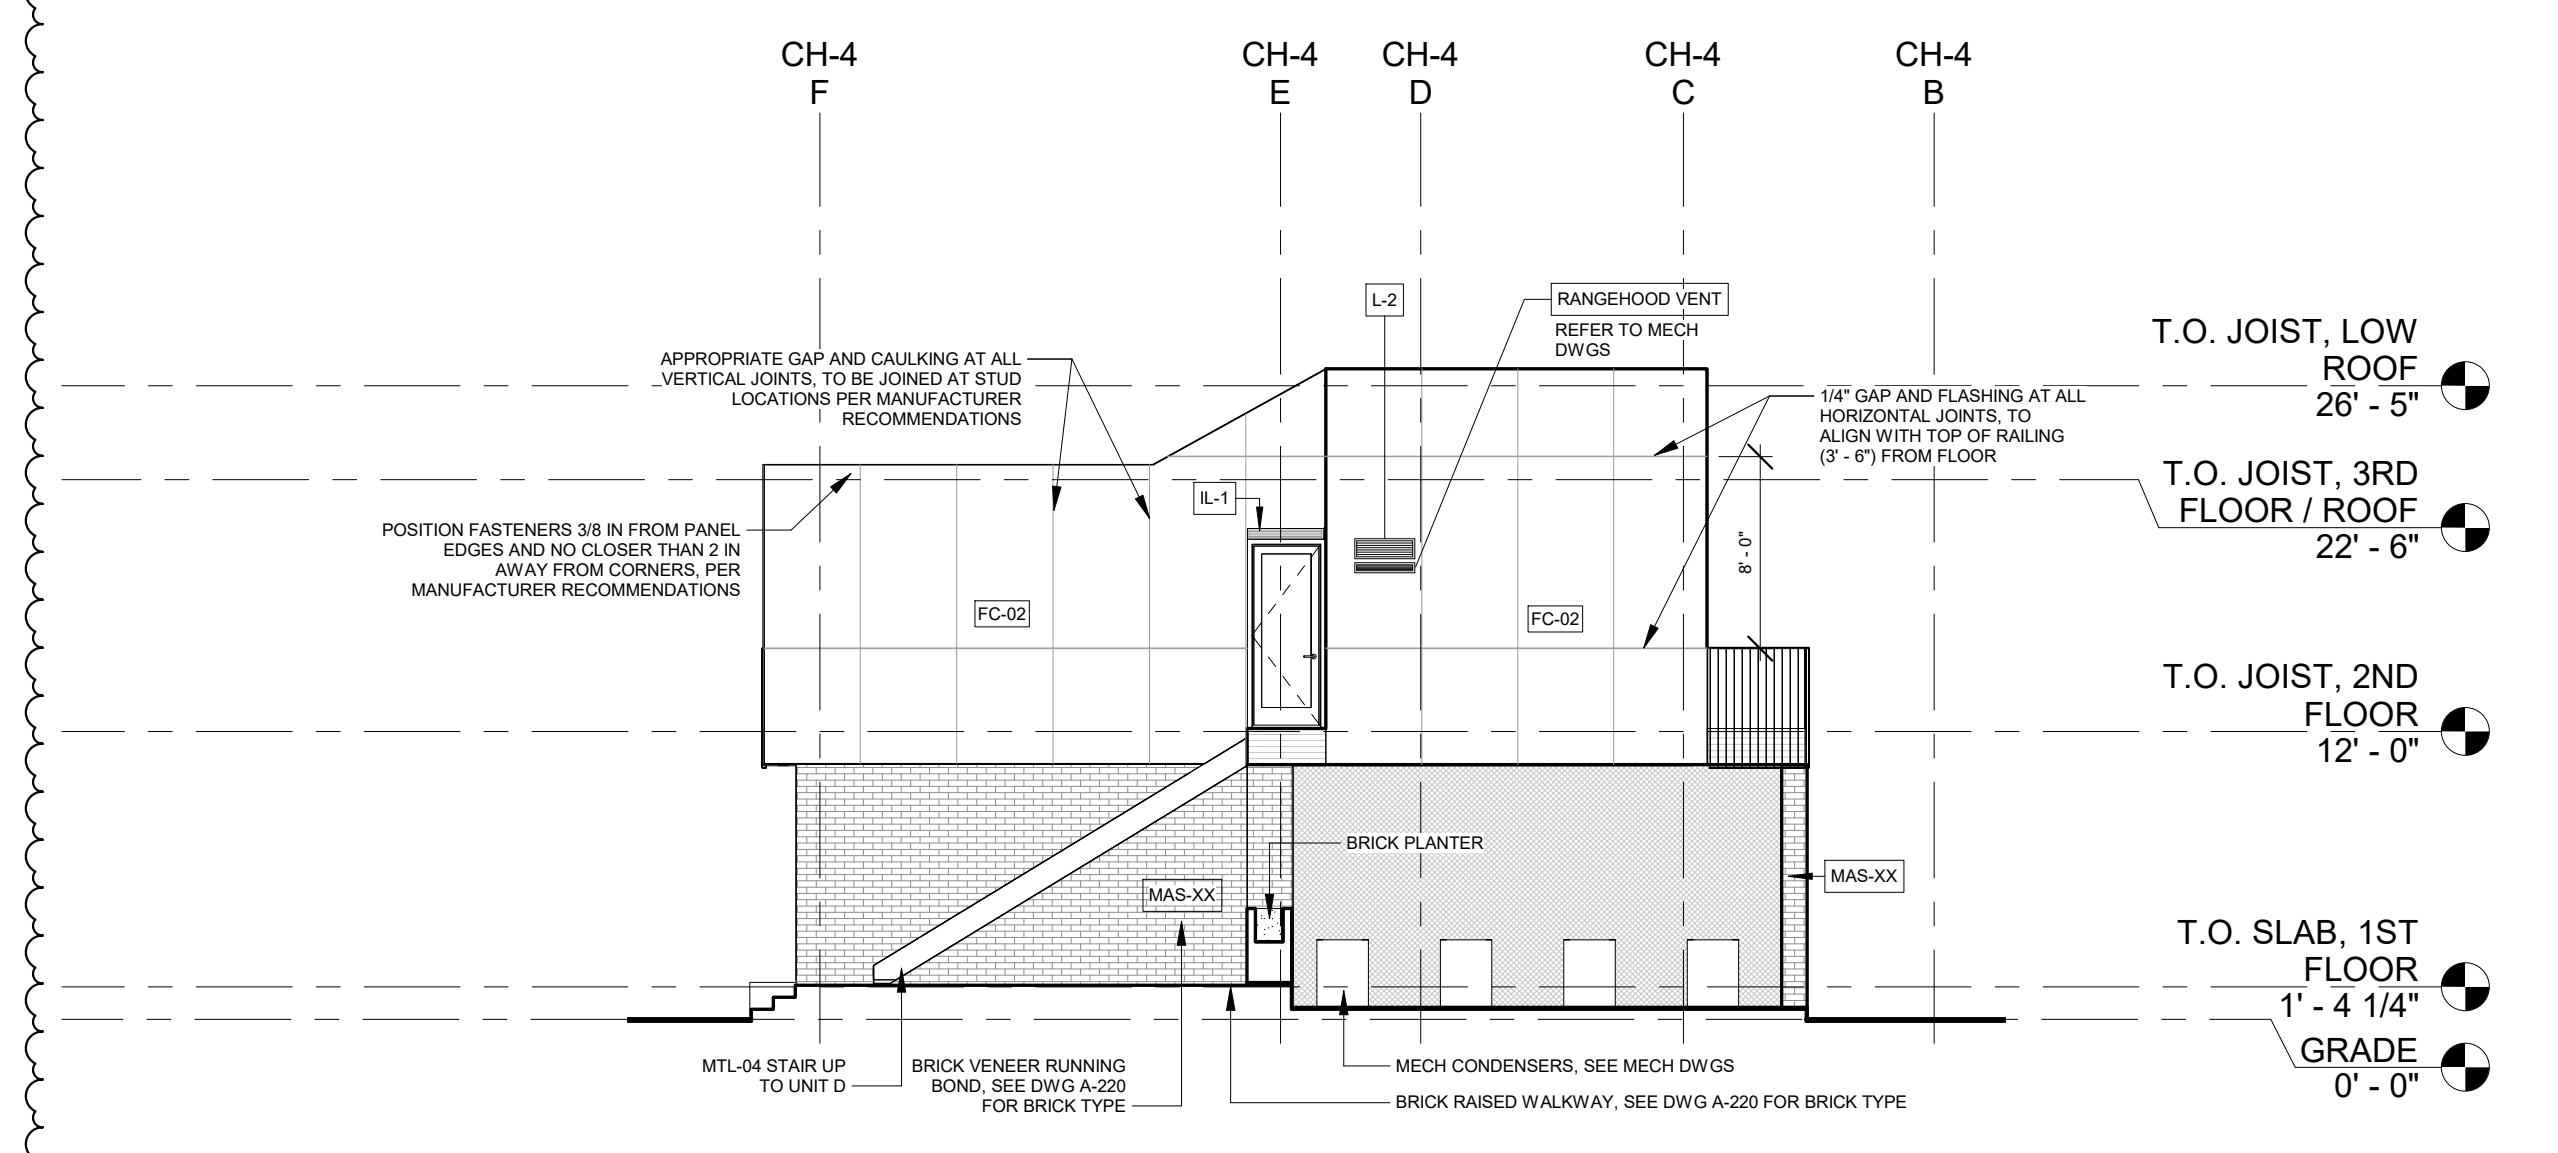 CH-4
F
CH-4
E
CH-4
D
CH-4
C
CH-4
B
L-2
RANGEHOOD VENT
REFER TO MECH
DWGS
APPROPRIATE GAP AND CAULKING AT ALL
VERTICAL JOINTS, TO BE JOINED AT STUD
LOCATIONS PER MANUFACTURER
RECOMMENDATIONS
1/4" GAP AND FLASHING AT ALL
HORIZONTAL JOINTS, TO
ALIGN WITH TOP OF RAILING
(3' - 6") FROM FLOOR
T.O. JOIST, LOW
ROOF
26' - 5"
T.O. JOIST, 3RD
FLOOR / ROOF
22' - 6"
IL-1
POSITION FASTENERS 3/8 IN FROM PANEL
EDGES AND NO CLOSER THAN 2 IN
AWAY FROM CORNERS, PER
MANUFACTURER RECOMMENDATIONS
8' - 0"
FC-02
FC-02
T.O. JOIST, 2ND
FLOOR
12' - 0"
BRICK PLANTER
MAS-XX
MAS-XX
T.O. SLAB, 1ST
FLOOR
1' - 4 1/4"
GRADE
0' - 0"
MTL-04 STAIR UP
TO UNIT D
BRICK VENEER RUNNING
BOND, SEE DWG A-220
FOR BRICK TYPE
MECH CONDENSERS, SEE MECH DWGS
BRICK RAISED WALKWAY, SEE DWG A-220 FOR BRICK TYPE